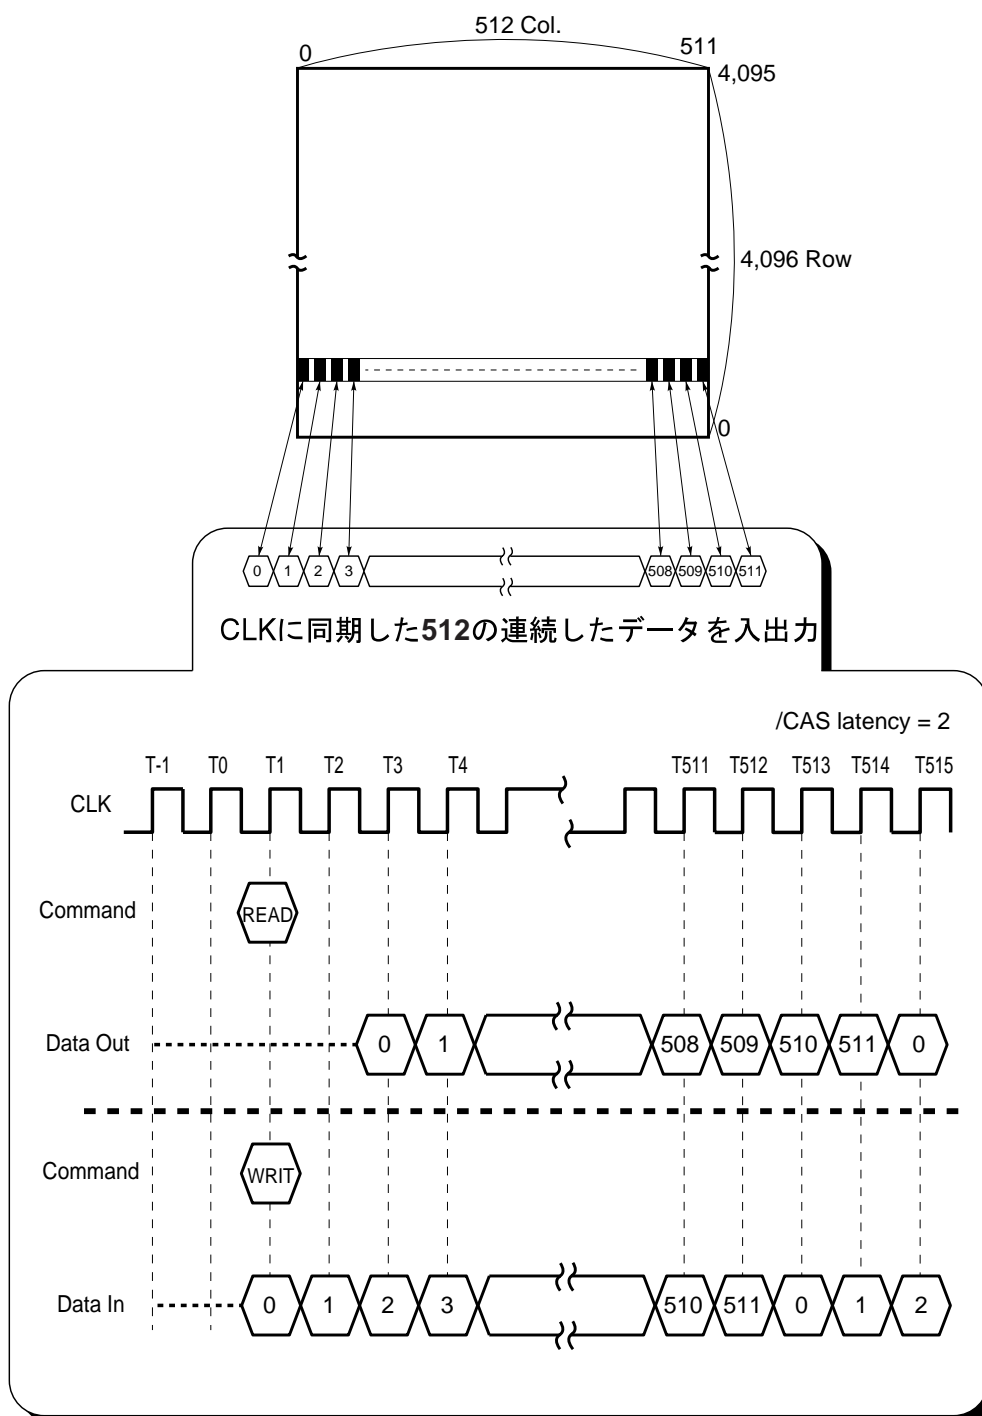 512 Col.
0 511
4,095
4,096 Row
0
0 1 2 3 508 509 510 511
CLKに同期した512の連続したデータを入出力
/CAS latency = 2
T-1 T0 T1 T2 T3 T4 T511 T512 T513 T514 T515
CLK
Command READ
Data Out 0 1 508 509 510 511 0
Command WRIT
Data In 0 1 2 3 510 511 0 1 2